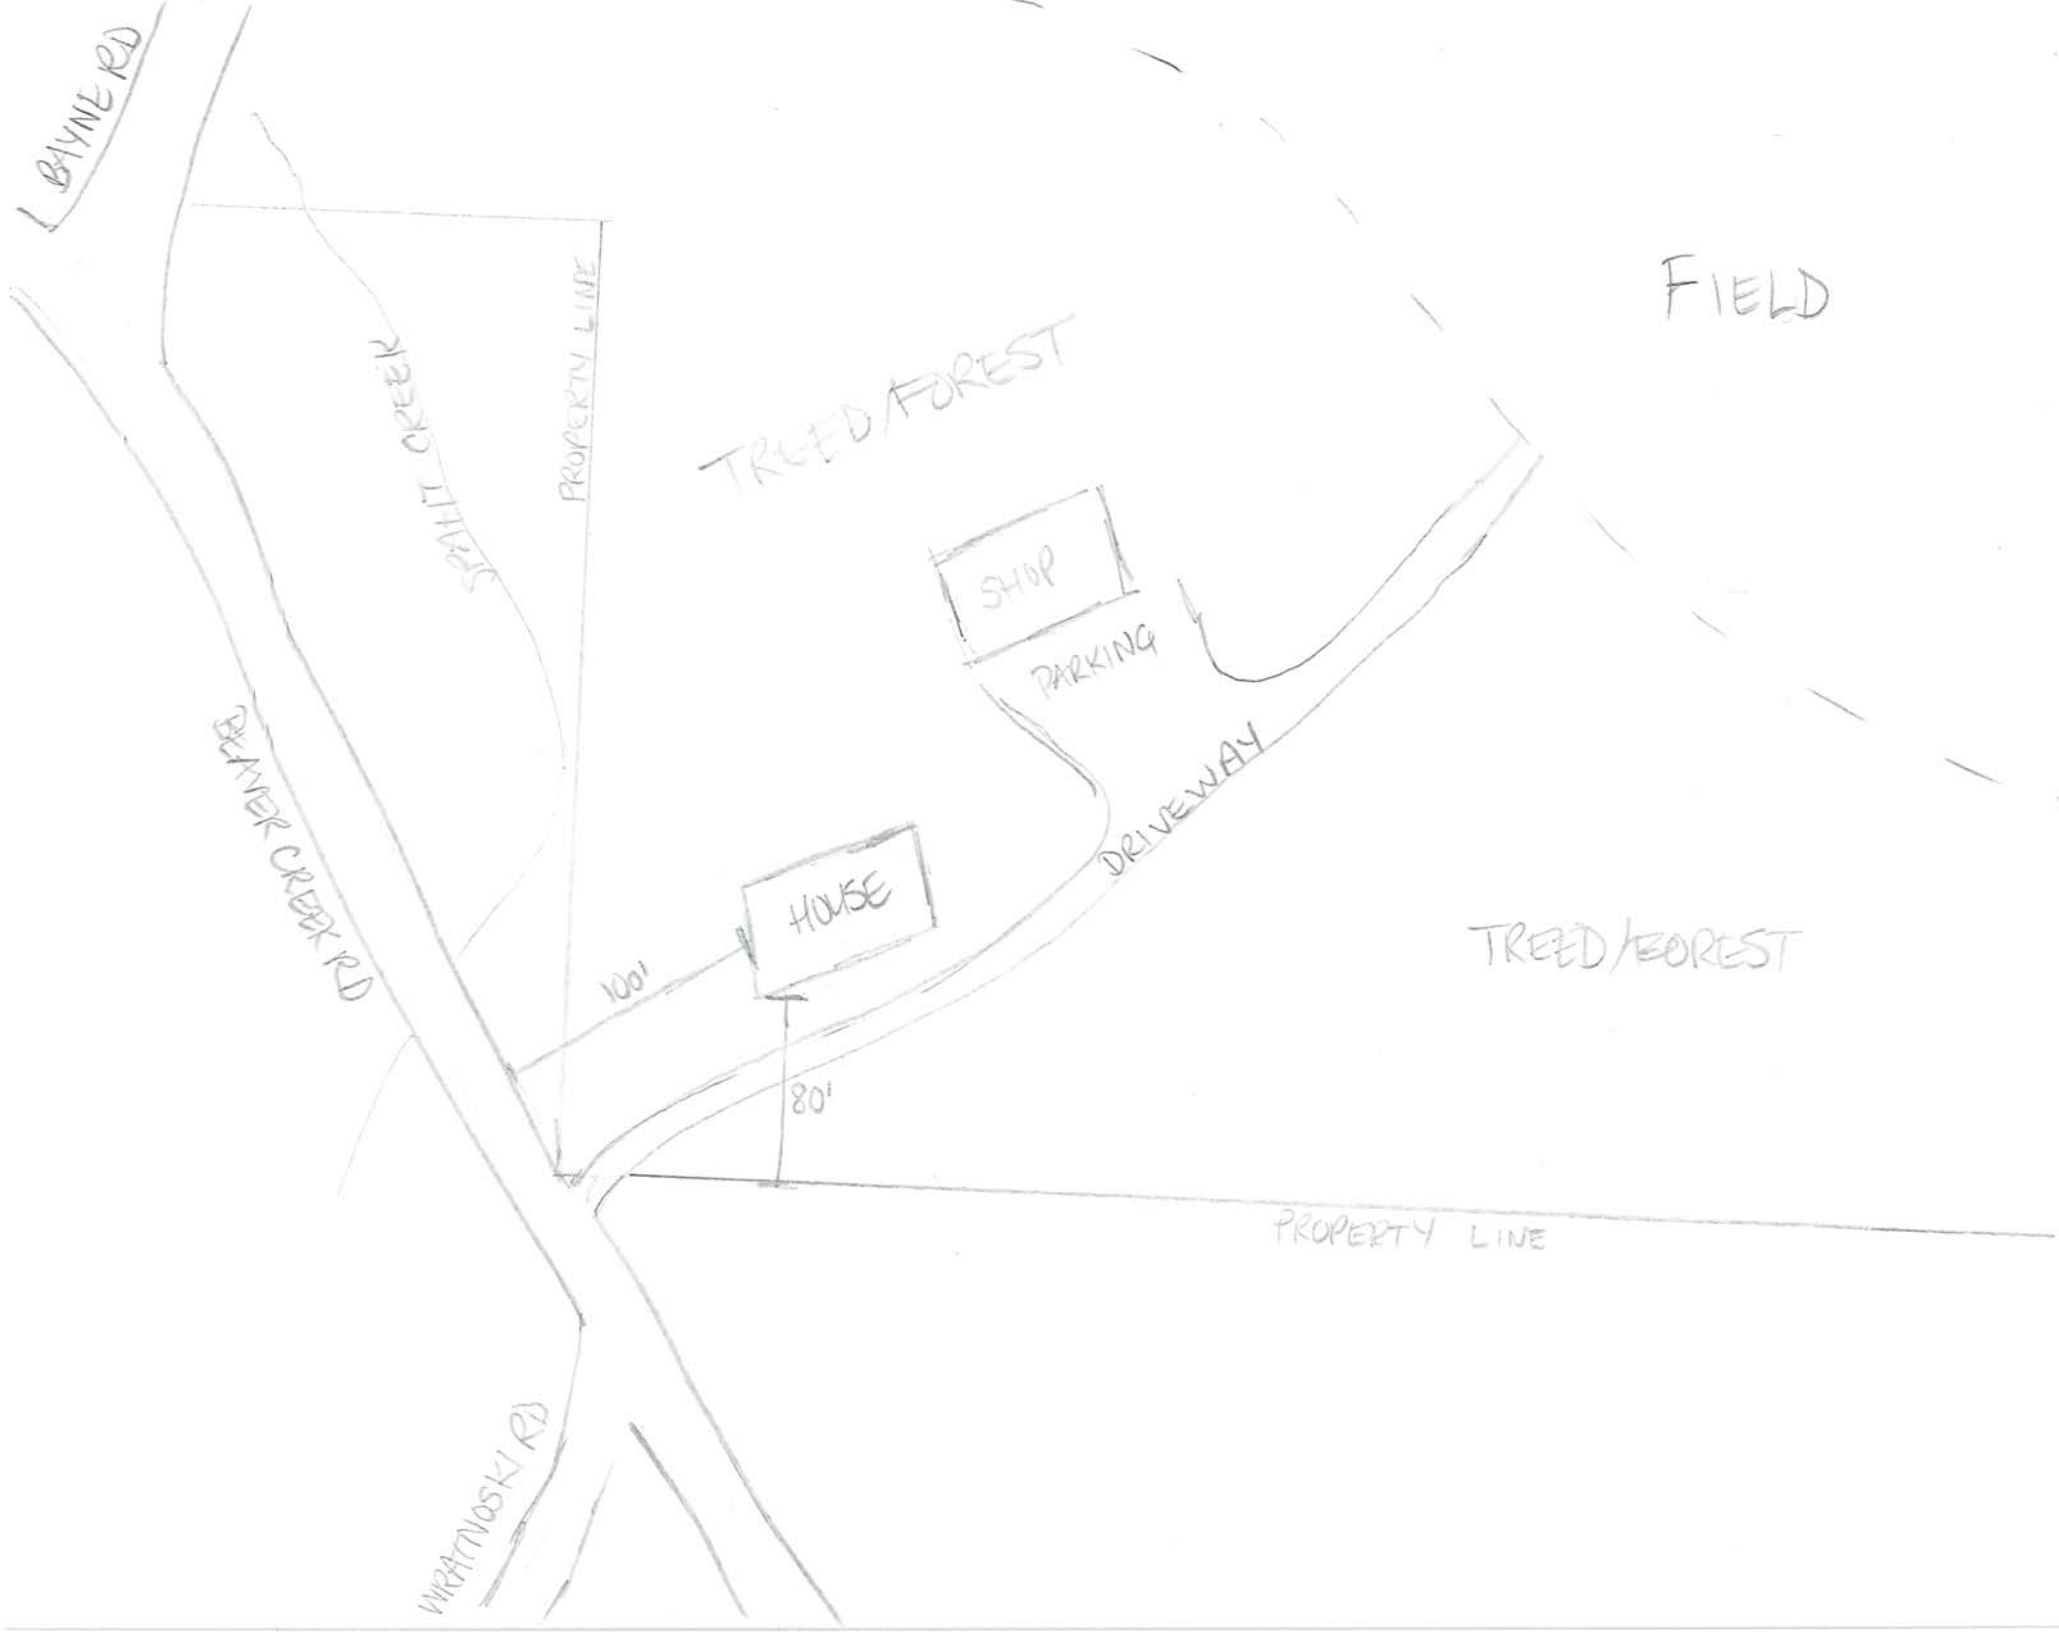 BAYNE RD
FIELD
PROPERTY LINE
TREED/FOREST
SPLIT CREEK
SHOP
PARKING
BEAVER CREEK RD
DRIVEWAY
HOUSE
TREED/FOREST
100'
80'
PROPERTY LINE
WRATNOSKI RD